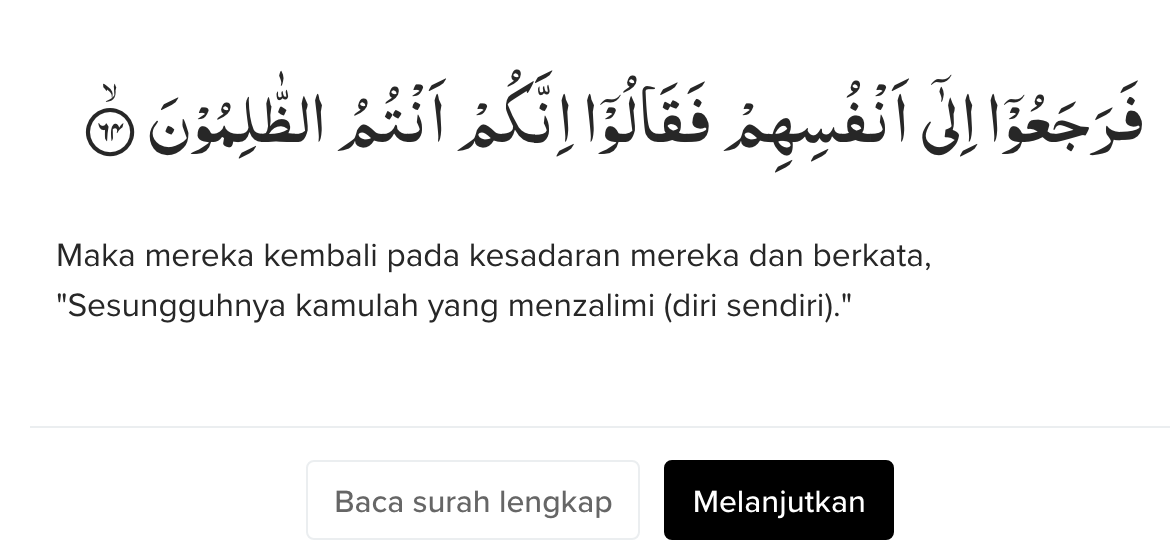 فَرَجَعُوْٓا اِلٰٓى اَنْفُسِهِمْ فَقَالُوْٓا اِنَّكُمْ اَنْتُمُ الظّٰلِمُوْنَ ۙ ٦٤
Maka mereka kembali pada kesadaran mereka dan berkata,
"Sesungguhnya kamulah yang menzalimi (diri sendiri)."
Baca surah lengkap
Melanjutkan